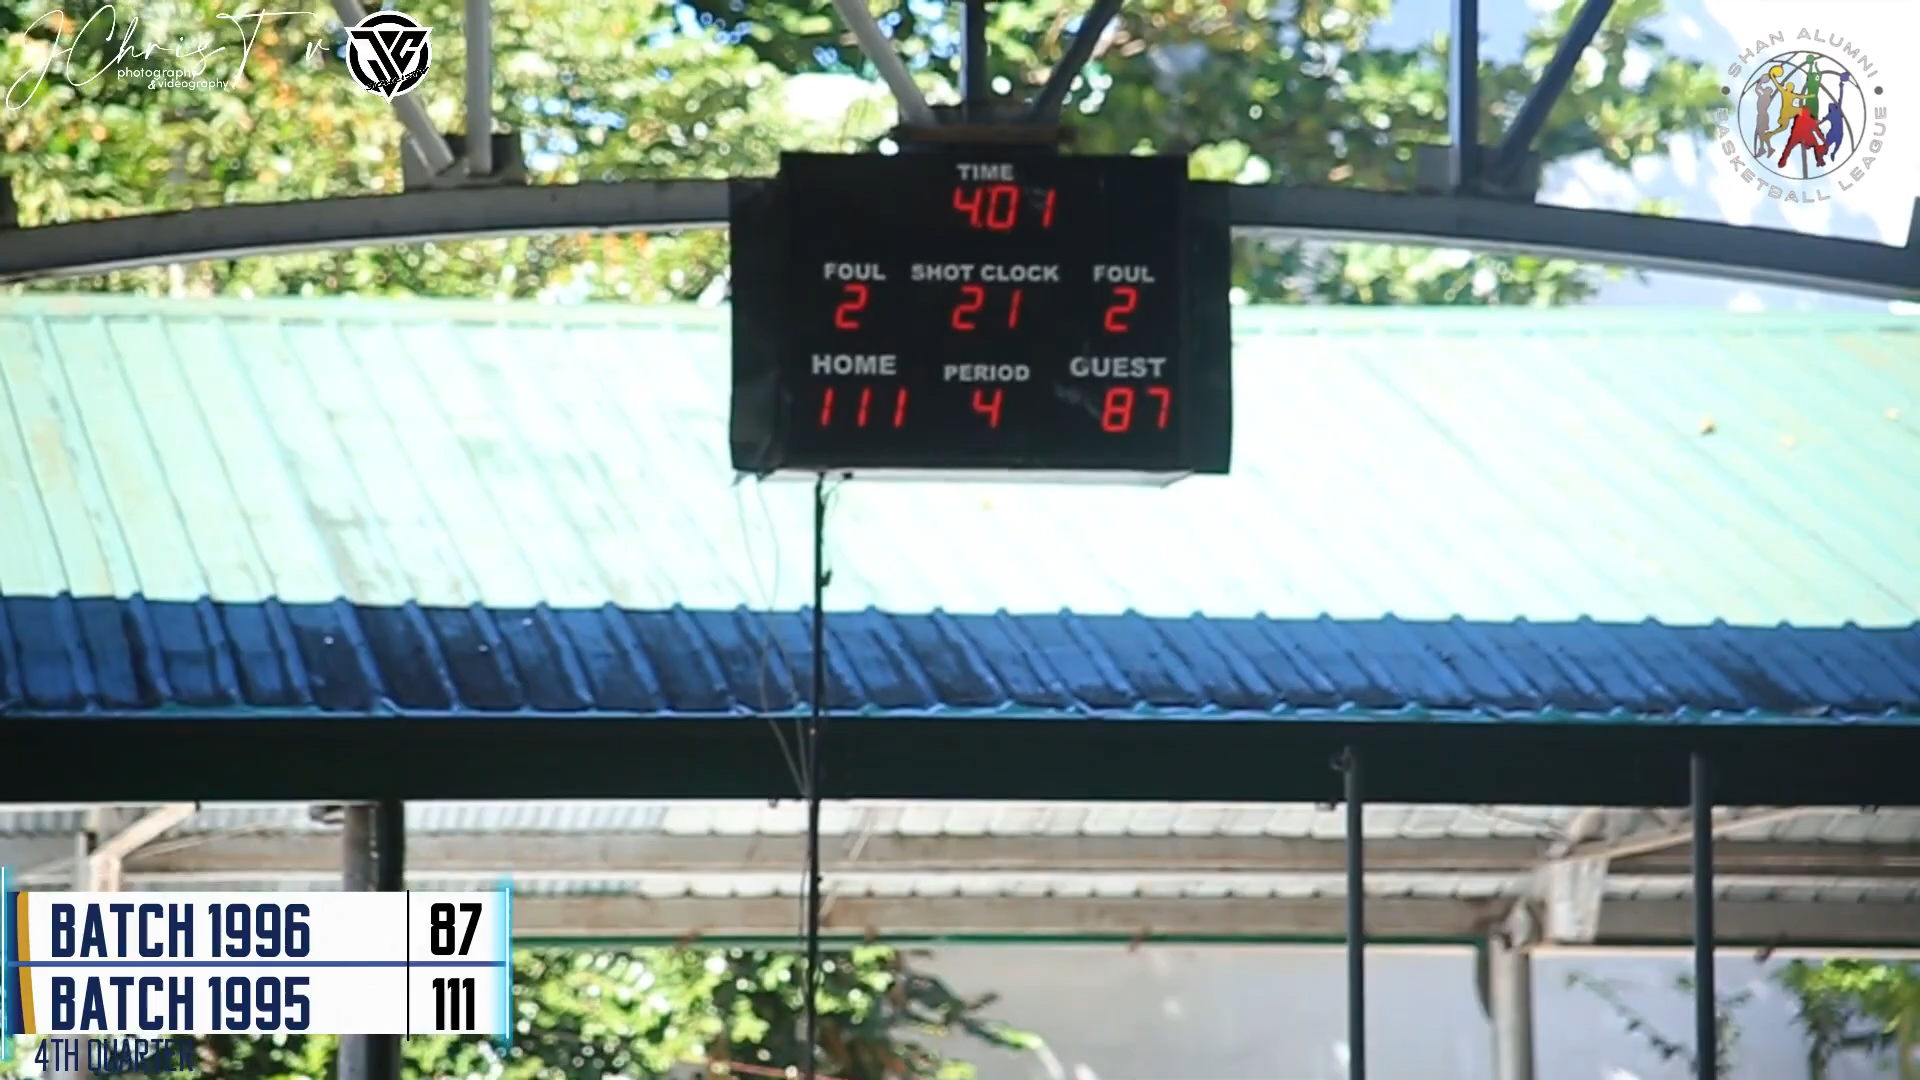 JChris T r
photography
&videography
SHAN ALUMNI
BASKETBALL LEAGUE
TIME
4.01
FOUL SHOT CLOCK FOUL
2 21 2
HOME PERIOD GUEST
111 4 87
BATCH 1996 87
BATCH 1995 111
4TH QUARTER